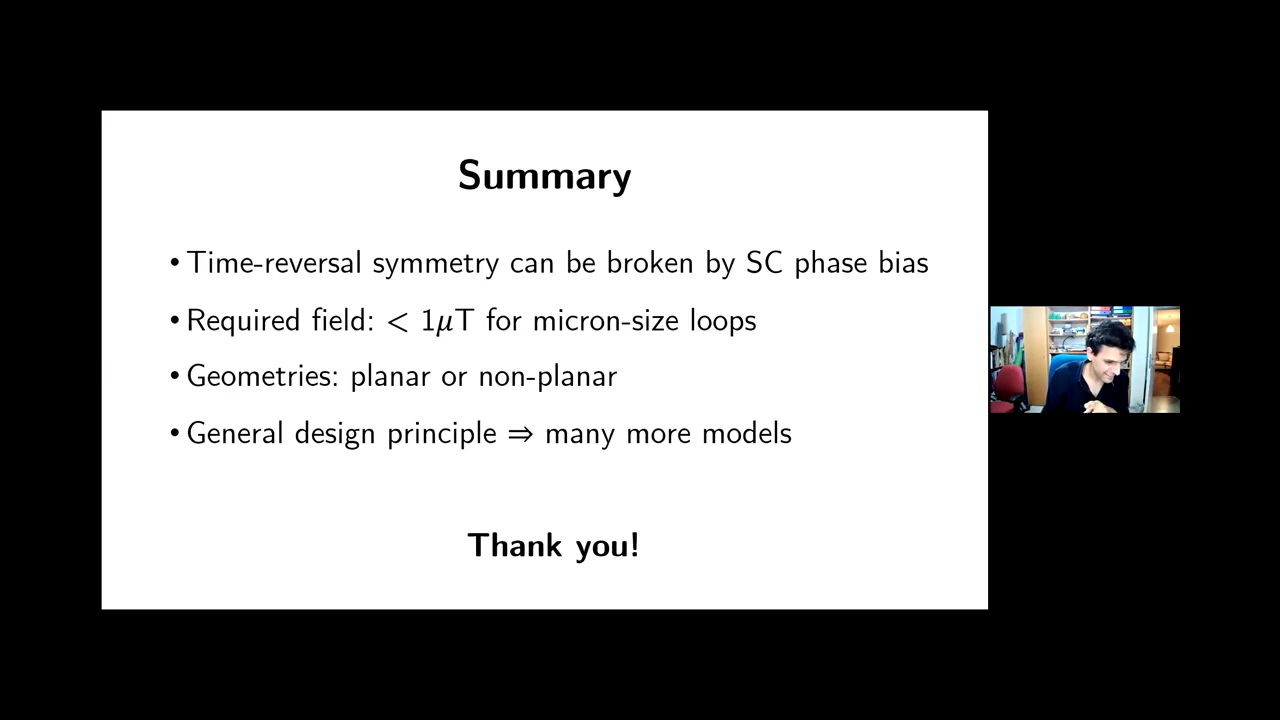 Summary
• Time-reversal symmetry can be broken by SC phase bias
• Required field: < 1μT for micron-size loops
• Geometries: planar or non-planar
• General design principle ⇒ many more models
Thank you!